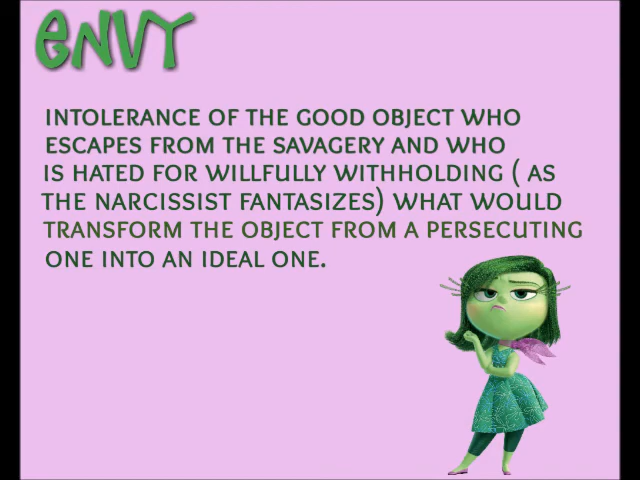 ENVY
INTOLERANCE OF THE GOOD OBJECT WHO
ESCAPES FROM THE SAVAGERY AND WHO
IS HATED FOR WILLFULLY WITHHOLDING ( AS
THE NARCISSIST FANTASIZES) WHAT WOULD
TRANSFORM THE OBJECT FROM A PERSECUTING
ONE INTO AN IDEAL ONE.